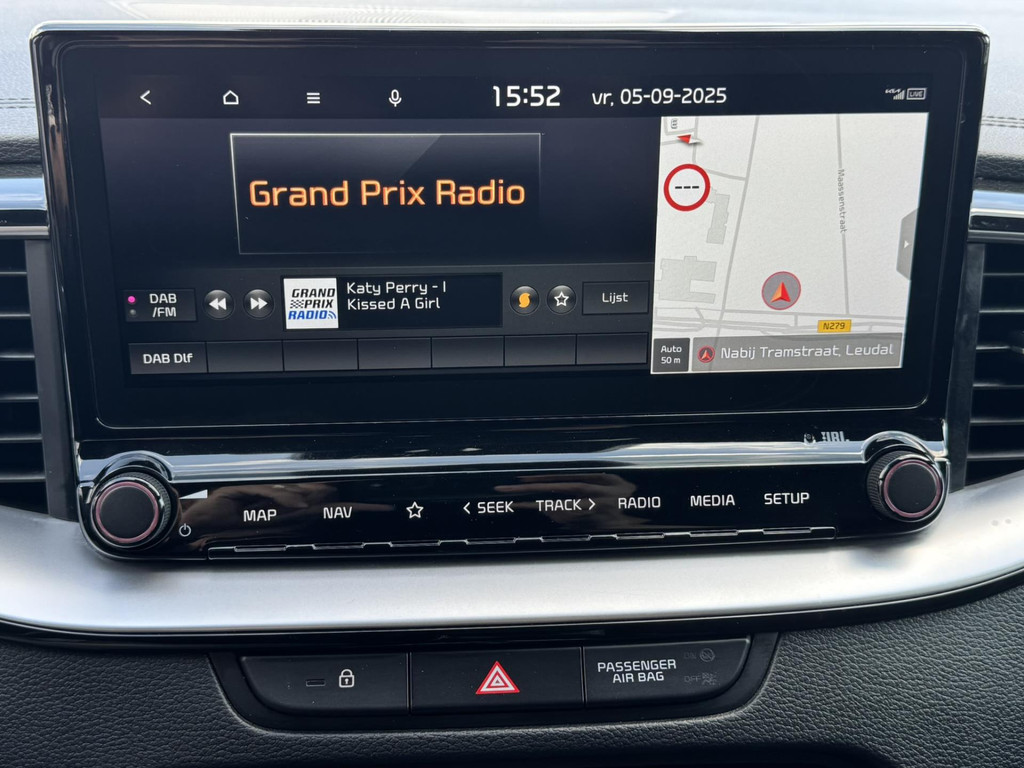 15:52 vr, 05-09-2025
LIVE
Grand Prix Radio
Maassenstraat
---
DAB
/FM
GRAND
PRIX
RADIO
Katy Perry - I
Kissed A Girl
Lijst
N279
DAB Dlf
Auto
50 m
Nabij Tramstraat, Leudal
JBL
MAP NAV SEEK TRACK RADIO MEDIA SETUP
PASSENGER
AIR BAG
ON
OFF